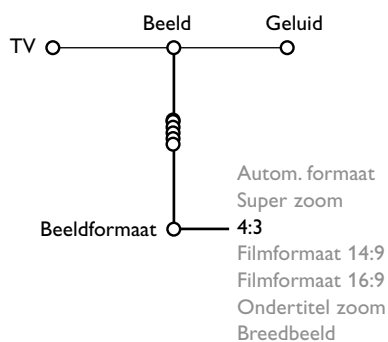 Beeld Geluid
TV
Autom. formaat
Super zoom
Beeldformaat 4:3
Filmformaat 14:9
Filmformaat 16:9
Ondertitel zoom
Breedbeeld